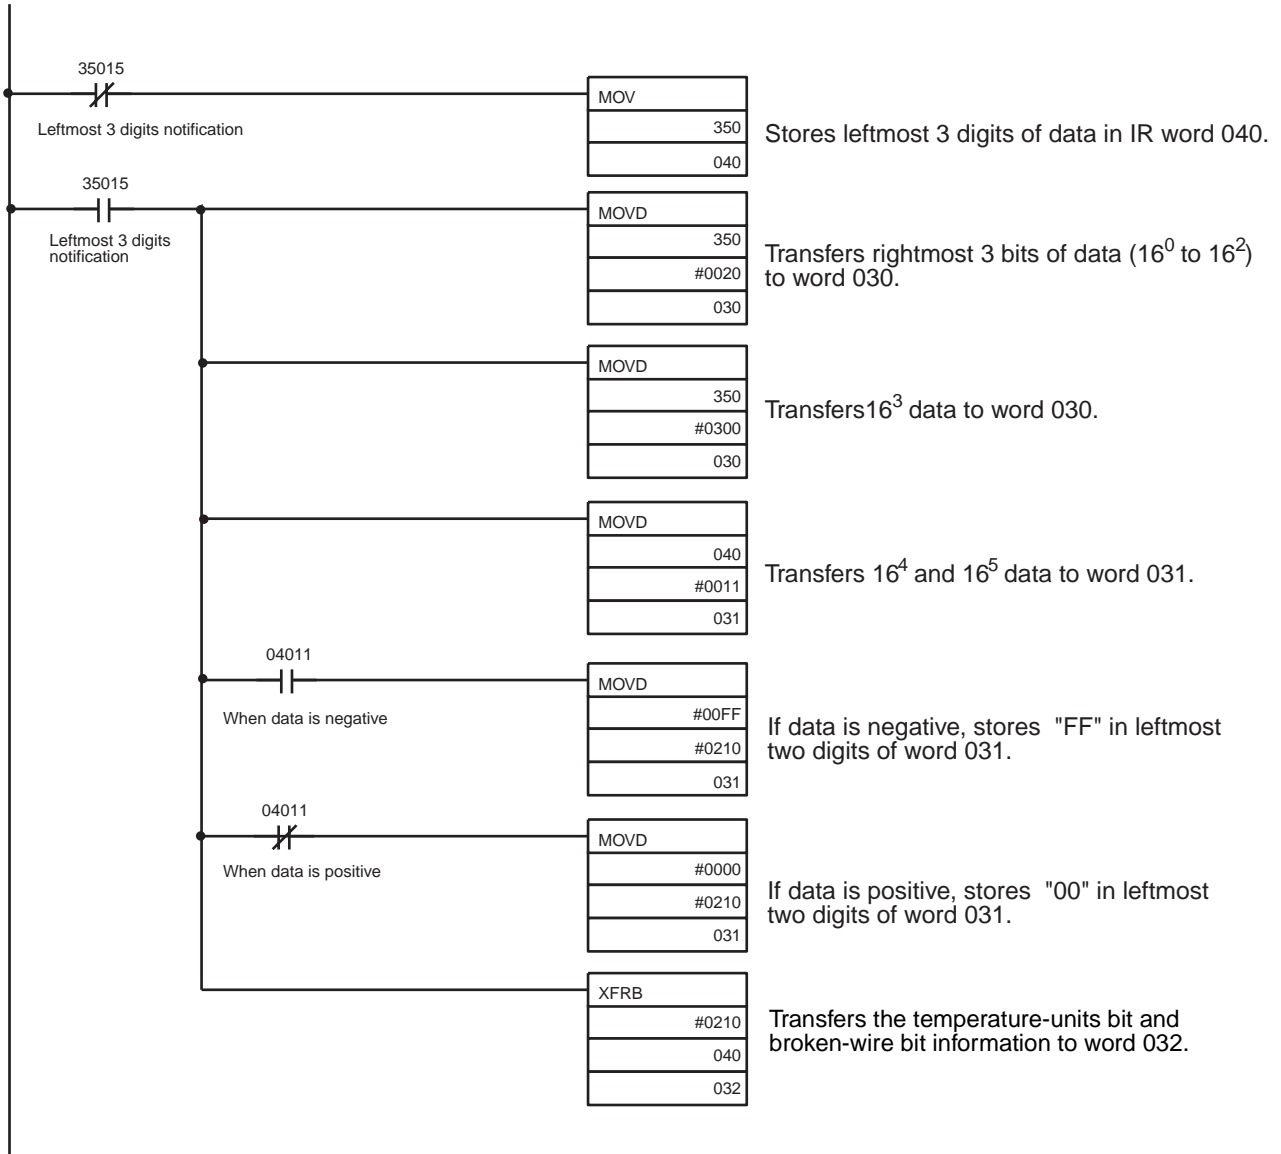 35015
Leftmost 3 digits notification
MOV
350
040
Stores leftmost 3 digits of data in IR word 040.
35015
Leftmost 3 digits
notification
MOVD
350
#0020
030
Transfers rightmost 3 bits of data (16⁰ to 16²)
to word 030.
MOVD
350
#0300
030
Transfers16³ data to word 030.
MOVD
040
#0011
031
Transfers 16⁴ and 16⁵ data to word 031.
04011
When data is negative
MOVD
#00FF
#0210
031
If data is negative, stores "FF" in leftmost
two digits of word 031.
04011
When data is positive
MOVD
#0000
#0210
031
If data is positive, stores "00" in leftmost
two digits of word 031.
XFRB
#0210
040
032
Transfers the temperature-units bit and
broken-wire bit information to word 032.